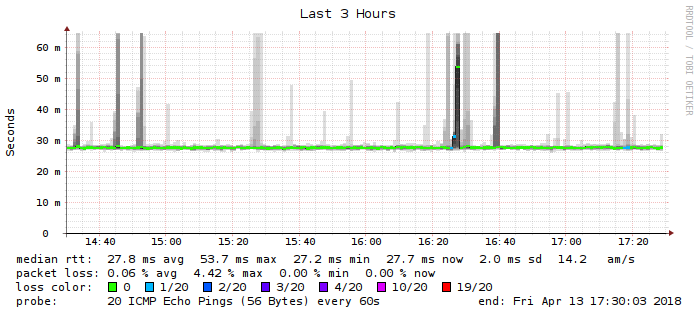 Last 3 Hours
RRDTOOL / TOBI OETIKER
Seconds
60 m
50 m
40 m
30 m
20 m
10 m
0
14:40 15:00 15:20 15:40 16:00 16:20 16:40 17:00 17:20
median rtt: 27.8 ms avg 53.7 ms max 27.2 ms min 27.7 ms now 2.0 ms sd 14.2 am/s
packet loss: 0.06 % avg 4.42 % max 0.00 % min 0.00 % now
loss color: 0 1/20 2/20 3/20 4/20 10/20 19/20
probe: 20 ICMP Echo Pings (56 Bytes) every 60s end: Fri Apr 13 17:30:03 2018